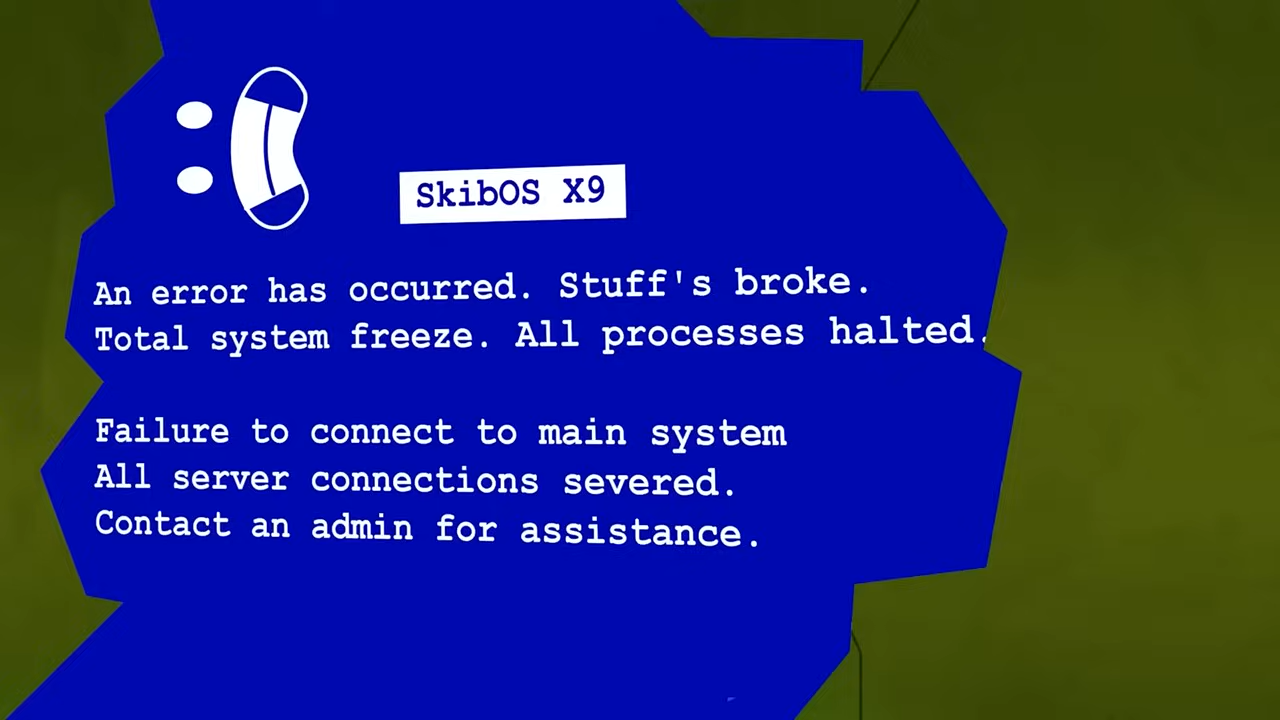 SkibOS X9
An error has occurred. Stuff's broke.
Total system freeze. All processes halted.
Failure to connect to main system
All server connections severed.
Contact an admin for assistance.